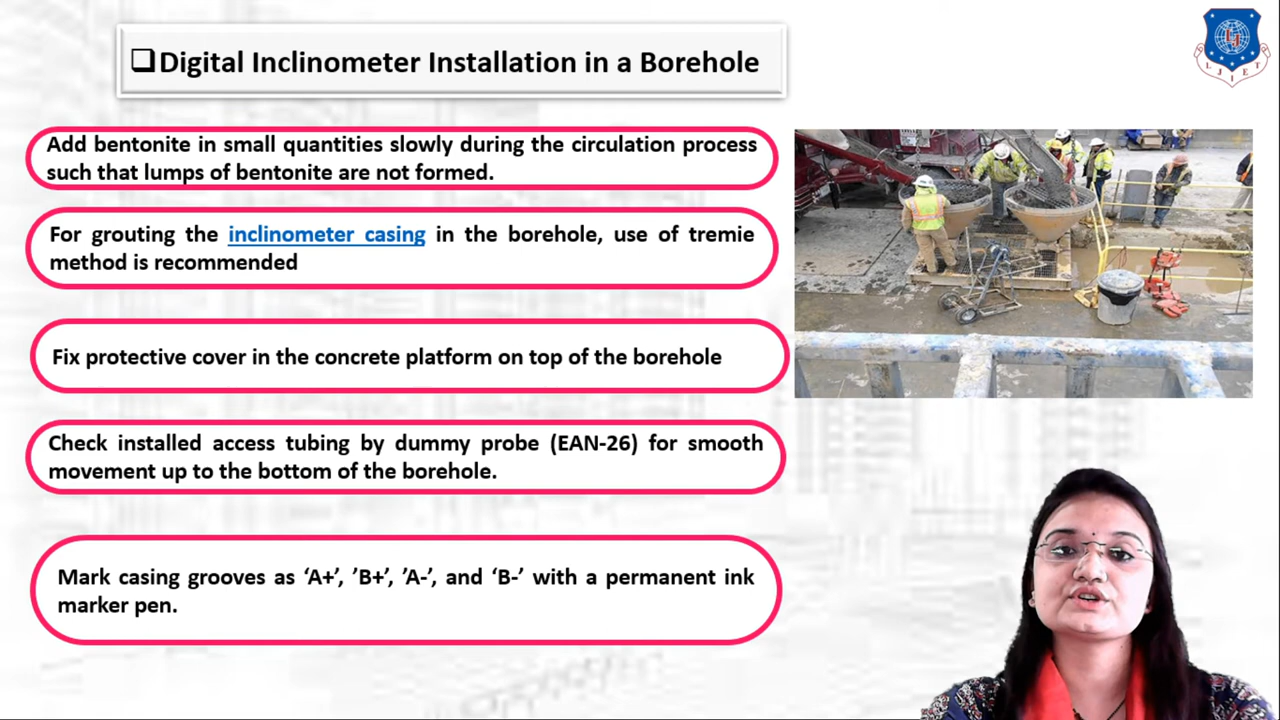 ❑Digital Inclinometer Installation in a Borehole
Add bentonite in small quantities slowly during the circulation process
such that lumps of bentonite are not formed.
For grouting the inclinometer casing in the borehole, use of tremie
method is recommended
Fix protective cover in the concrete platform on top of the borehole
Check installed access tubing by dummy probe (EAN-26) for smooth
movement up to the bottom of the borehole.
Mark casing grooves as ‘A+’, ’B+’, ’A-’, and ‘B-’ with a permanent ink
marker pen.
LJIET